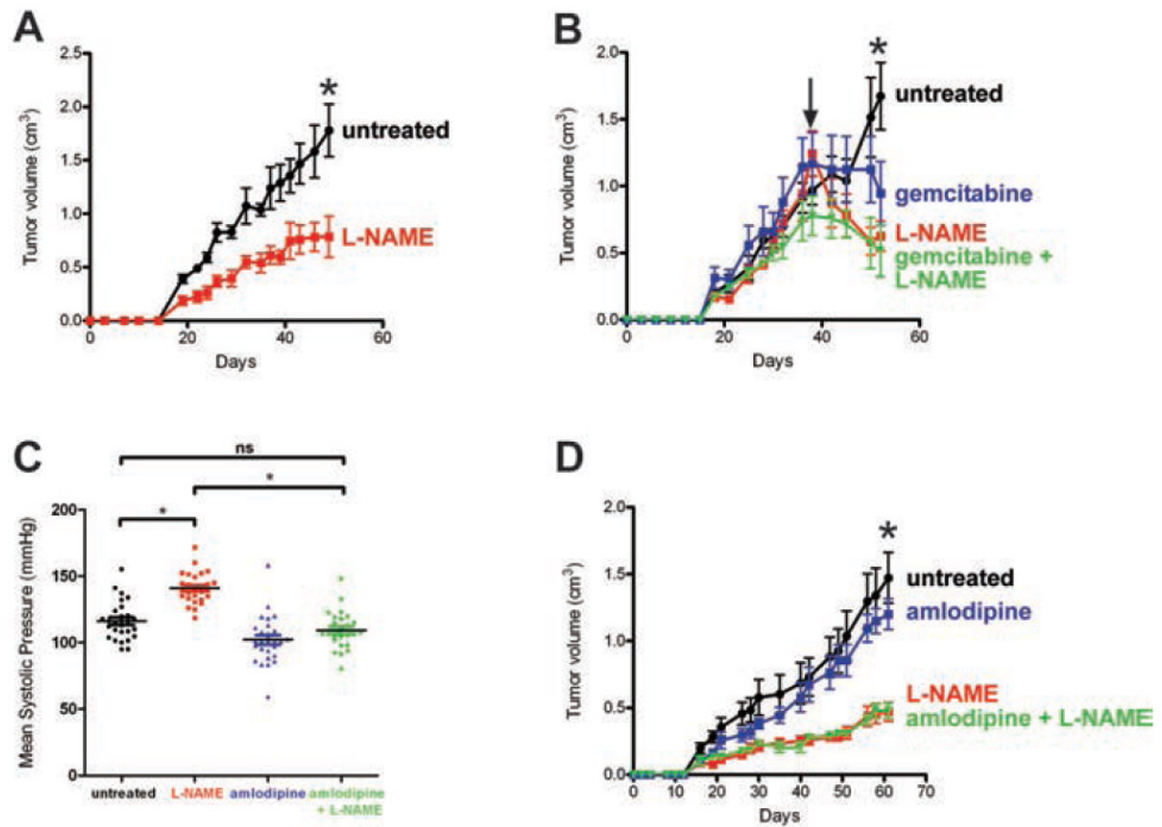 A
Tumor volume (cm³)
2.5
2.0
1.5
1.0
0.5
0.0
0
20
40
60
Days
*
untreated
L-NAME
B
Tumor volume (cm³)
2.0
1.5
1.0
0.5
0.0
0
20
40
60
Days
*
untreated
gemcitabine
L-NAME
gemcitabine +
L-NAME
C
Mean Systolic Pressure (mmHg)
200
150
100
50
0
ns
*
*
untreated
L-NAME
amlodipine
amlodipine
+ L-NAME
D
Tumor volume (cm³)
2.0
1.5
1.0
0.5
0.0
0
10
20
30
40
50
60
70
Days
*
untreated
amlodipine
L-NAME
amlodipine + L-NAME